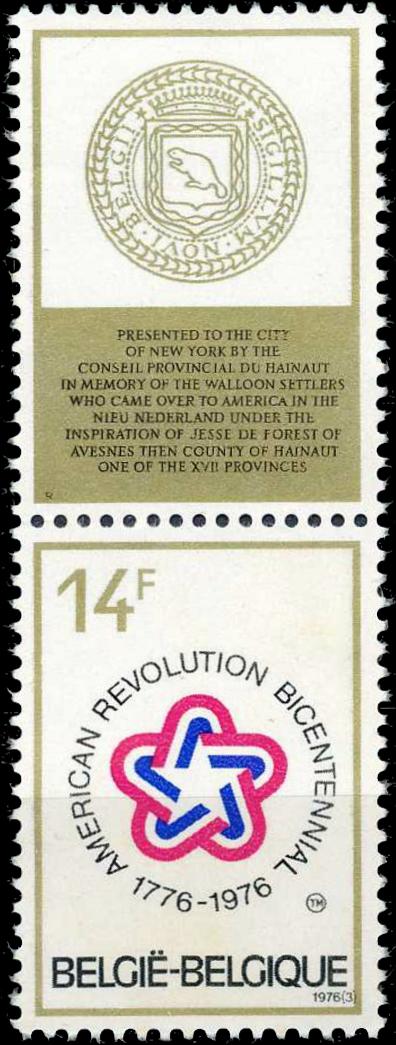 SIGILLVM · NOVI · BELGII
PRESENTED TO THE CITY
OF NEW YORK BY THE
CONSEIL PROVINCIAL DU HAINAUT
IN MEMORY OF THE WALLOON SETTLERS
WHO CAME OVER TO AMERICA IN THE
NIEU NEDERLAND UNDER THE
INSPIRATION OF JESSE DE FOREST OF
AVESNES THEN COUNTY OF HAINAUT
ONE OF THE XVII PROVINCES
14F
AMERICAN REVOLUTION BICENTENNIAL
1776-1976
TM
BELGIË-BELGIQUE
1976(3)